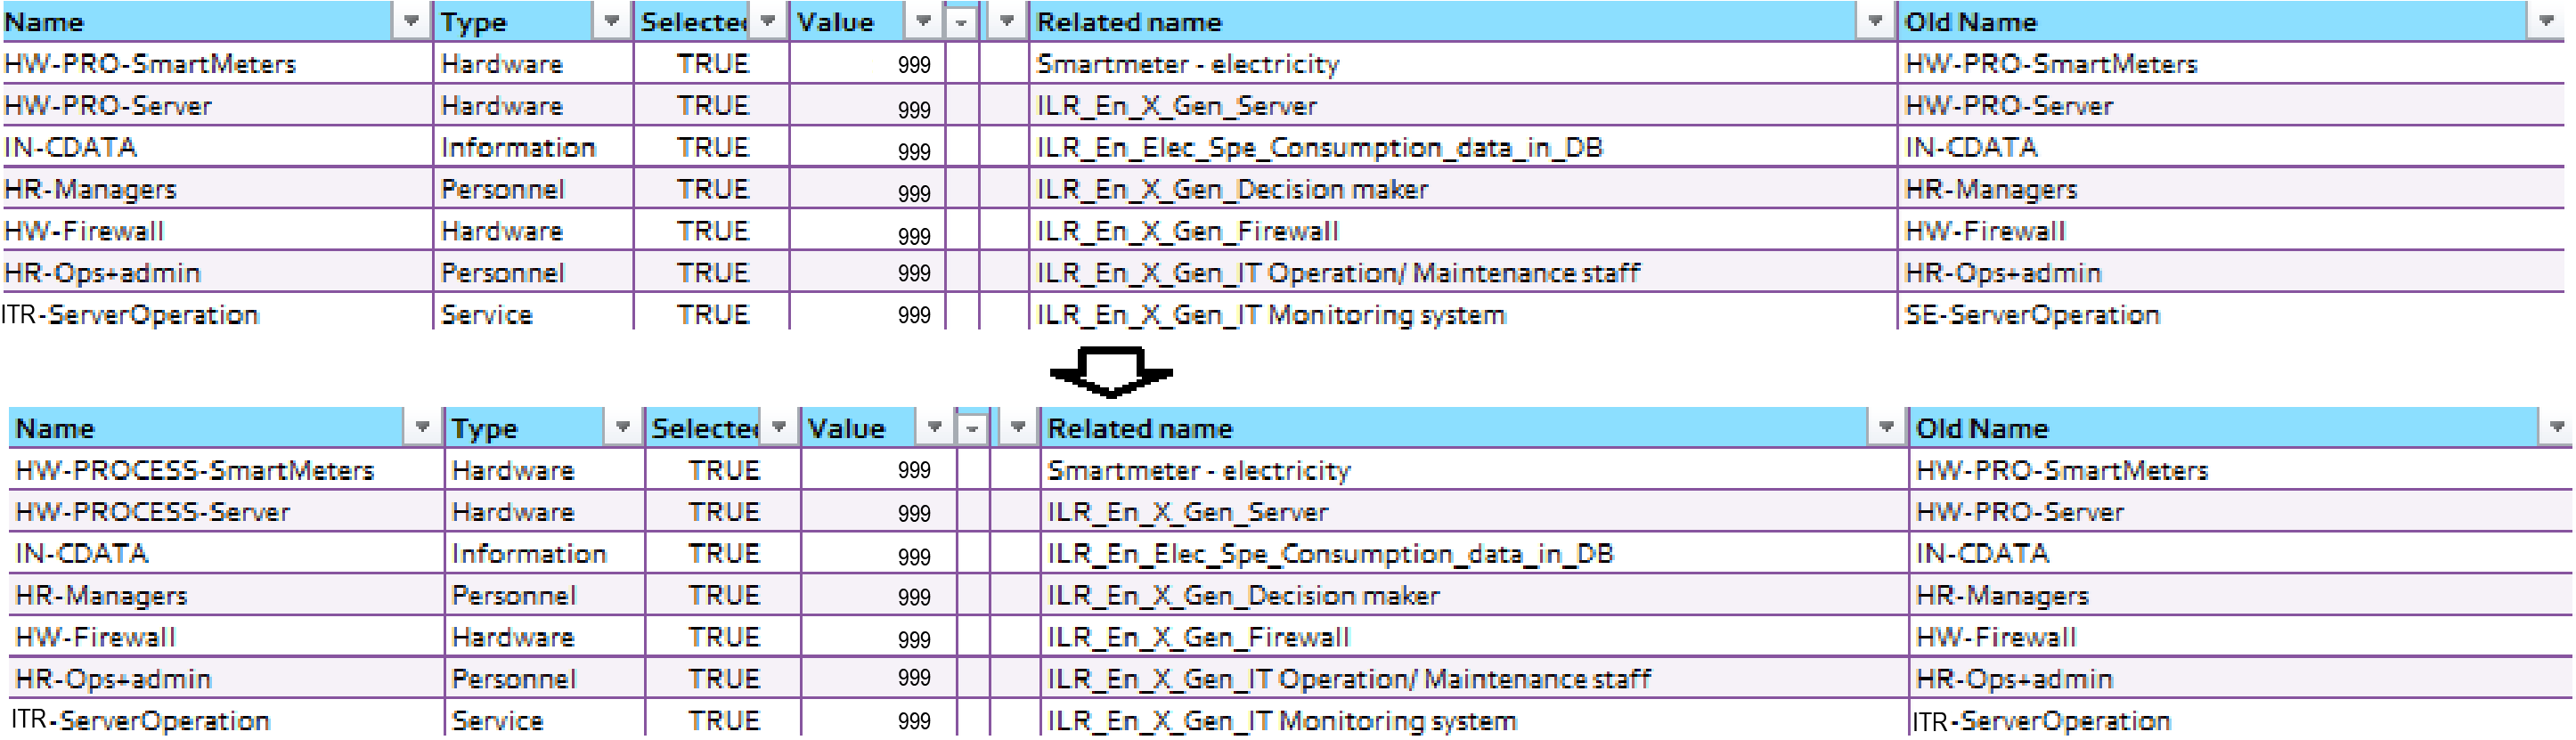 Name Type Selected Value Related name Old Name
HW-PRO-SmartMeters Hardware TRUE 999 Smartmeter - electricity HW-PRO-SmartMeters
HW-PRO-Server Hardware TRUE 999 ILR_En_X_Gen_Server HW-PRO-Server
IN-CDATA Information TRUE 999 ILR_En_Elec_Spe_Consumption_data_in_DB IN-CDATA
HR-Managers Personnel TRUE 999 ILR_En_X_Gen_Decision maker HR-Managers
HW-Firewall Hardware TRUE 999 ILR_En_X_Gen_Firewall HW-Firewall
HR-Ops+admin Personnel TRUE 999 ILR_En_X_Gen_IT Operation/ Maintenance staff HR-Ops+admin
ITR-ServerOperation Service TRUE 999 ILR_En_X_Gen_IT Monitoring system SE-ServerOperation
Name Type Selected Value Related name Old Name
HW-PROCESS-SmartMeters Hardware TRUE 999 Smartmeter - electricity HW-PRO-SmartMeters
HW-PROCESS-Server Hardware TRUE 999 ILR_En_X_Gen_Server HW-PRO-Server
IN-CDATA Information TRUE 999 ILR_En_Elec_Spe_Consumption_data_in_DB IN-CDATA
HR-Managers Personnel TRUE 999 ILR_En_X_Gen_Decision maker HR-Managers
HW-Firewall Hardware TRUE 999 ILR_En_X_Gen_Firewall HW-Firewall
HR-Ops+admin Personnel TRUE 999 ILR_En_X_Gen_IT Operation/ Maintenance staff HR-Ops+admin
ITR-ServerOperation Service TRUE 999 ILR_En_X_Gen_IT Monitoring system ITR-ServerOperation